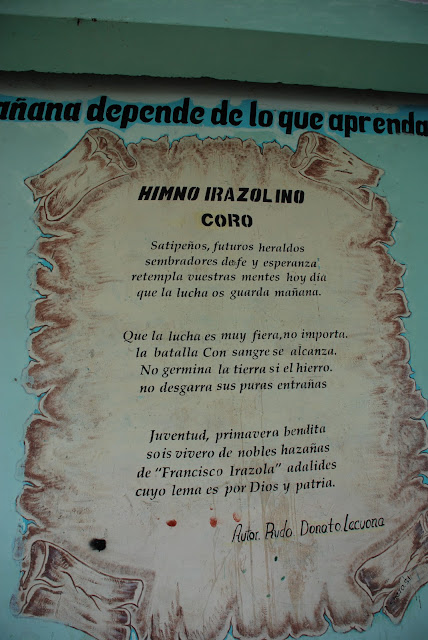 añana depende de lo que aprenda
HIMNO IRAZOLINO
CORO
Satipeños, futuros heraldos
sembradores de fe y esperanza
retempla vuestras mentes hoy dia
que la lucha os guarda mañana.
Que la lucha es muy fiera, no importa.
la batalla Con sangre se alcanza.
No germina la tierra si el hierro.
no desgarra sus puras entrañas
Juventud, primavera bendita
sois vivero de nobles hazañas
de “Francisco Irazola” adalides
cuyo lema es por Dios y patria.
Autor. Rvdo Donato Lecuona